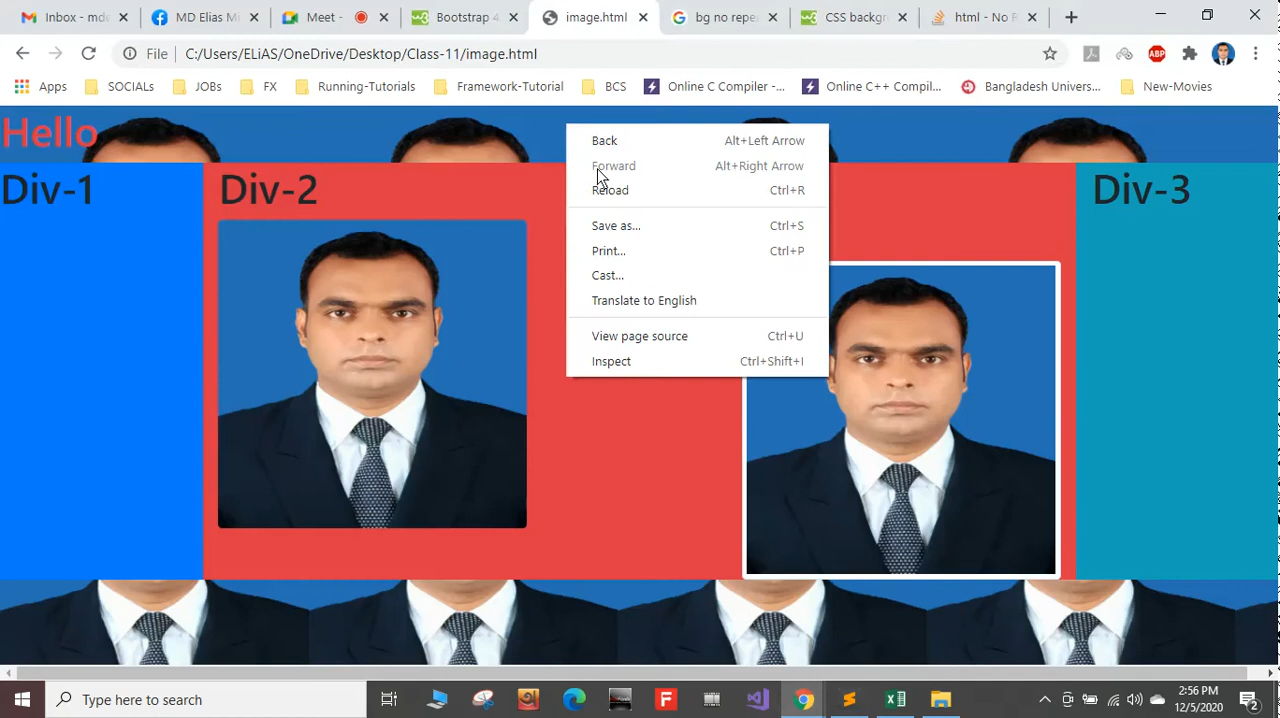 Inbox - mde
MD Elias Mi
Meet -
Bootstrap 4
image.html
bg no repe
CSS backgr
html - No R
File C:/Users/ELiAS/OneDrive/Desktop/Class-11/image.html
ABP
Apps SOCIALs JOBs FX Running-Tutorials Framework-Tutorial BCS Online C Compiler -... Online C++ Compil... Bangladesh Univers... New-Movies
Hello
Div-1
Div-2
Div-3
Back Alt+Left Arrow
Forward Alt+Right Arrow
Reload Ctrl+R
Save as... Ctrl+S
Print... Ctrl+P
Cast...
Translate to English
View page source Ctrl+U
Inspect Ctrl+Shift+I
Type here to search
2:56 PM
12/5/2020
2